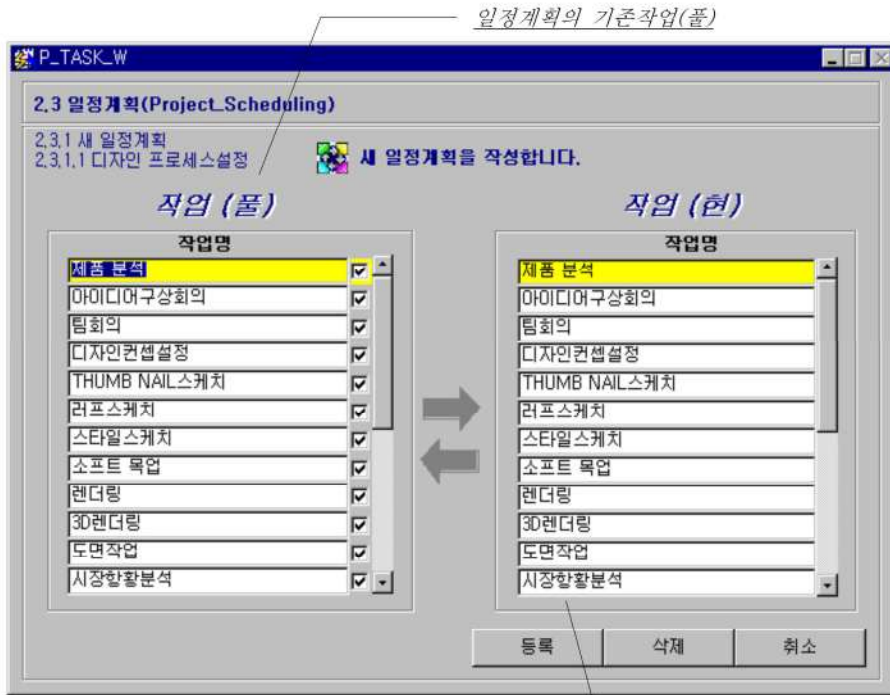 일정계획의 기존작업(풀)
P_TASK_W
2.3 일정계획(Project_Scheduling)
2.3.1 새 일정계획
2.3.1.1 디자인 프로세스설정
새 일정계획을 작성합니다.
작업 (풀)
작업명
제품 분석
아이디어구상회의
팀회의
디자인컨셉설정
THUMB NAIL스케치
러프스케치
스타일스케치
소프트 목업
렌더링
3D렌더링
도면작업
시장항황분석
작업 (현)
작업명
제품 분석
아이디어구상회의
팀회의
디자인컨셉설정
THUMB NAIL스케치
러프스케치
스타일스케치
소프트 목업
렌더링
3D렌더링
도면작업
시장항황분석
등록
삭제
취소